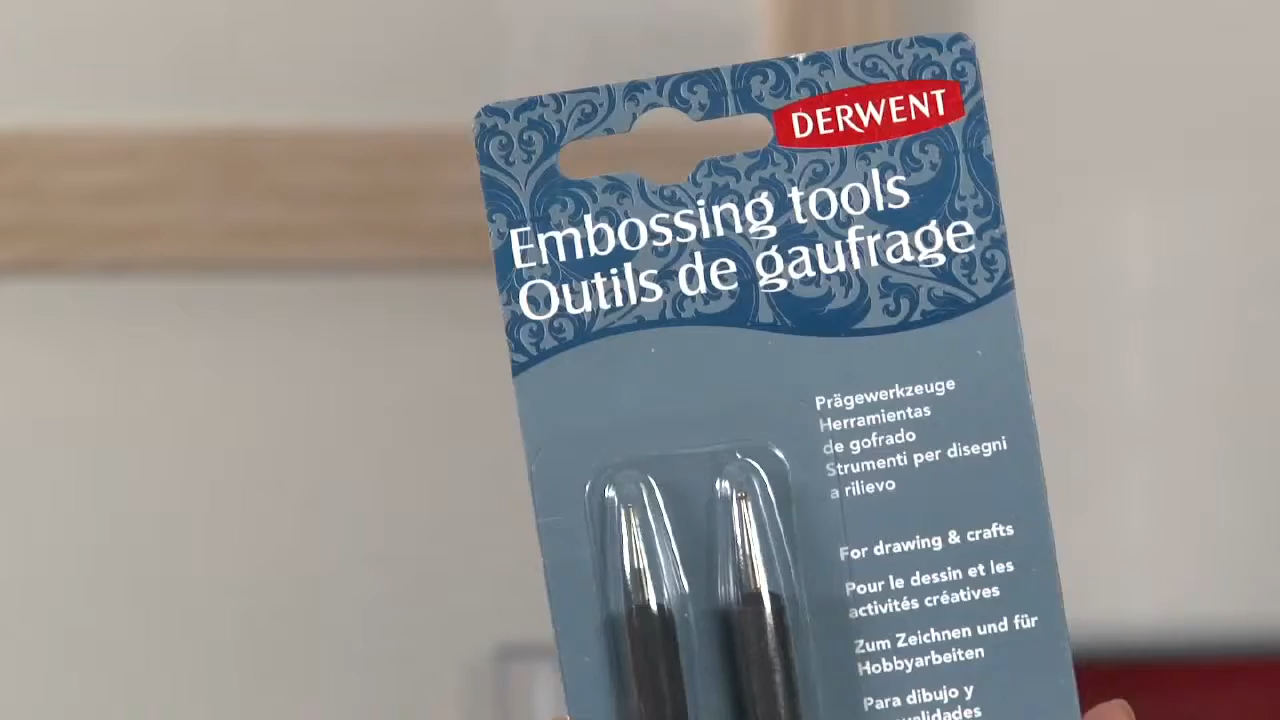 DERWENT
Embossing tools
Outils de gaufrage
Prägewerkzeuge
Herramientas
de gofrado
Strumenti per disegni
a rilievo
For drawing & crafts
Pour le dessin et les
activités créatives
Zum Zeichnen und für
Hobbyarbeiten
Para dibujo y